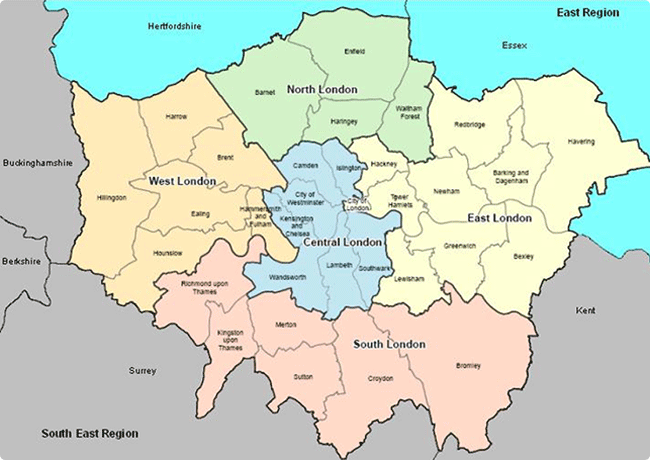 East Region
Hertfordshire
Essex
Enfield
Barnet
North London
Waltham
Forest
Haringey
Redbridge
Havering
Harrow
Brent
Buckinghamshire
West London
Hillingdon
Ealing
Hammersmith
and
Fulham
Hounslow
Camden
Islington
Hackney
City of
Westminster
City of
London
Tower
Hamlets
Newham
Barking and
Dagenham
East London
Kensington
and
Chelsea
Central London
Greenwich
Bexley
Berkshire
Wandsworth
Lambeth
Southwark
Lewisham
Richmond upon
Thames
Kent
Kingston
upon
Thames
Merton
South London
Surrey
Sutton
Croydon
Bromley
South East Region